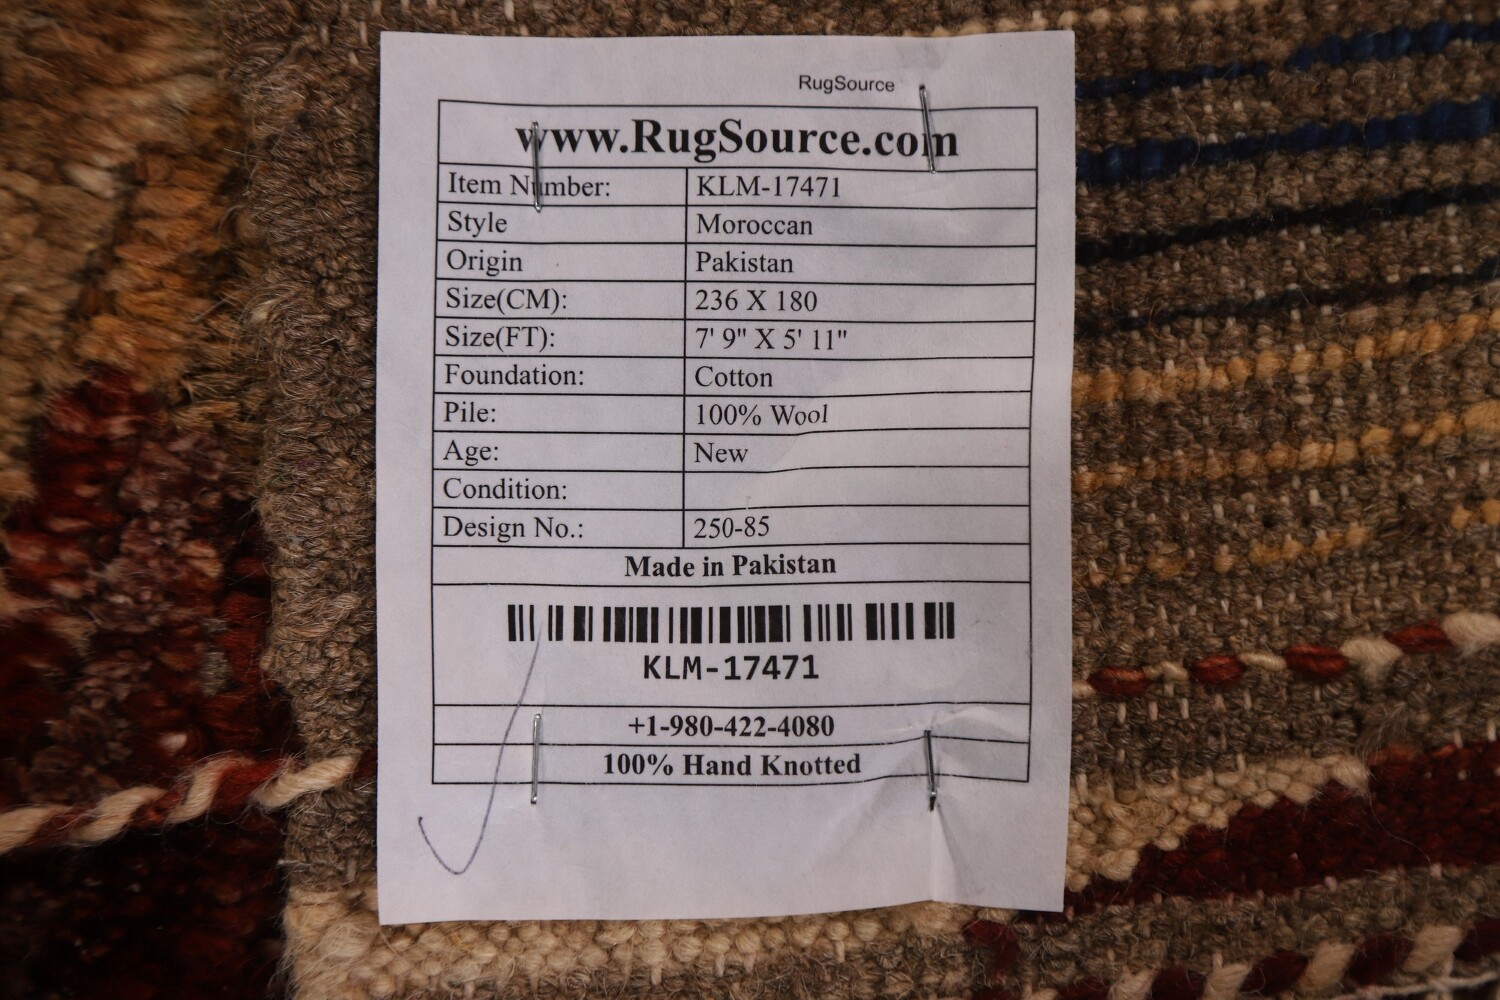 RugSource
www.RugSource.com
Item Number: KLM-17471
Style Moroccan
Origin Pakistan
Size(CM): 236 X 180
Size(FT): 7' 9" X 5' 11"
Foundation: Cotton
Pile: 100% Wool
Age: New
Condition:
Design No.: 250-85
Made in Pakistan
KLM-17471
+1-980-422-4080
100% Hand Knotted